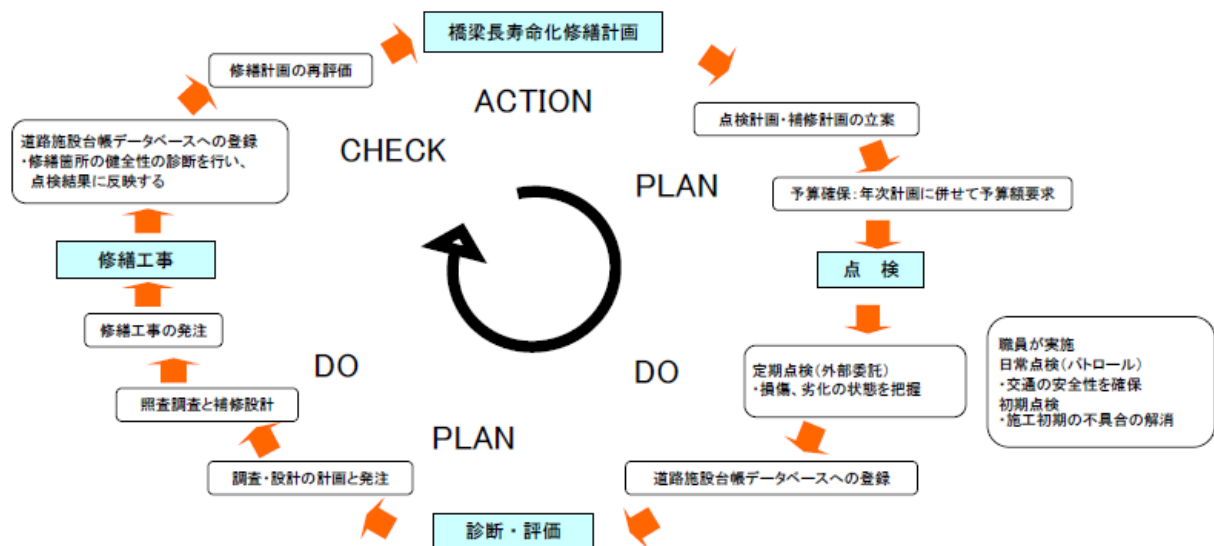 橋梁長寿命化修繕計画
修繕計画の再評価
ACTION
点検計画・補修計画の立案
道路施設台帳データベースへの登録
・修繕箇所の健全性の診断を行い、
点検結果に反映する
CHECK
PLAN
予算確保：年次計画に併せて予算額要求
修繕工事
点　検
修繕工事の発注
職員が実施
日常点検（パトロール）
・交通の安全性を確保
初期点検
・施工初期の不具合の解消
定期点検（外部委託）
・損傷、劣化の状態を把握
DO
DO
照査調査と補修設計
PLAN
調査・設計の計画と発注
道路施設台帳データベースへの登録
診断・評価